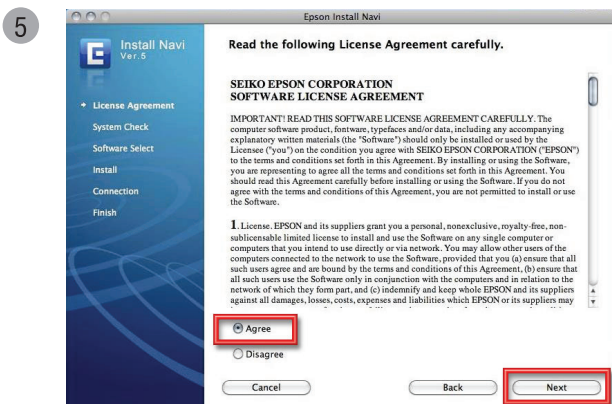 5
Epson Install Navi
Install Navi
Ver.5
License Agreement
System Check
Software Select
Install
Connection
Finish
Read the following License Agreement carefully.
SEIKO EPSON CORPORATION
SOFTWARE LICENSE AGREEMENT
IMPORTANT! READ THIS SOFTWARE LICENSE AGREEMENT CAREFULLY. The
computer software product, fontware, typefaces and/or data, including any accompanying
explanatory written materials (the "Software") should only be installed or used by the
Licensee ("you") on the condition you agree with SEIKO EPSON CORPORATION ("EPSON")
to the terms and conditions set forth in this Agreement. By installing or using the Software,
you are representing to agree all the terms and conditions set forth in this Agreement. You
should read this Agreement carefully before installing or using the Software. If you do not
agree with the terms and conditions of this Agreement, you are not permitted to install or use
the Software.
1. License. EPSON and its suppliers grant you a personal, nonexclusive, royalty-free, non-
sublicensable limited license to install and use the Software on any single computer or
computers that you intend to use directly or via network. You may allow other users of the
computers connected to the network to use the Software, provided that you (a) ensure that all
such users agree and are bound by the terms and conditions of this Agreement, (b) ensure that
all such users use the Software only in conjunction with the computers and in relation to the
network of which they form part, and (c) indemnify and keep whole EPSON and its suppliers
against all damages, losses, costs, expenses and liabilities which EPSON or its suppliers may
Agree
Disagree
Cancel
Back
Next